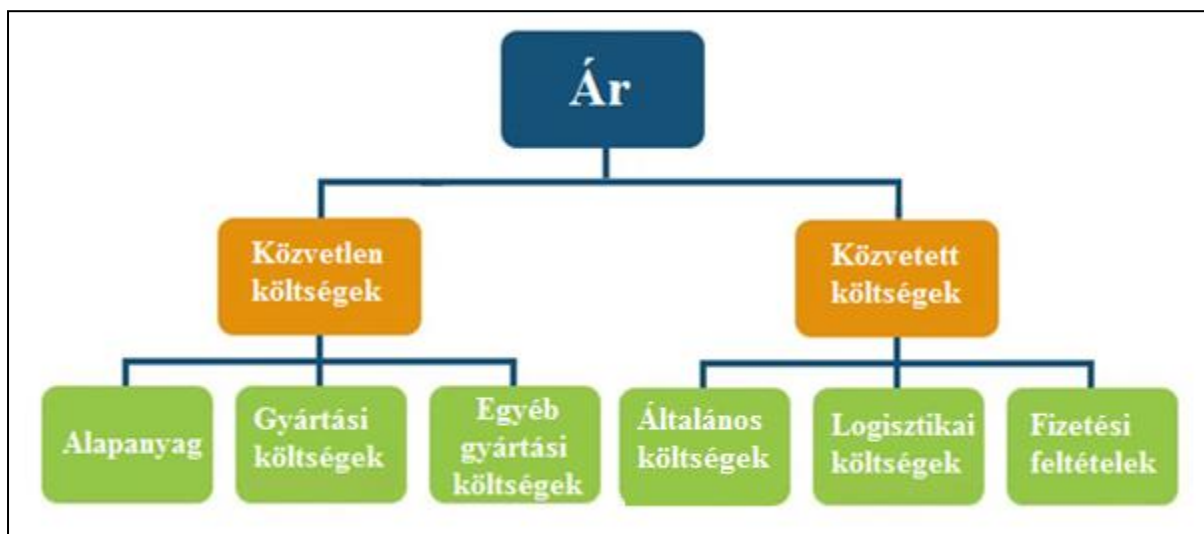 Ár
Közvetlen
költségek
Közvetett
költségek
Alapanyag
Gyártási
költségek
Egyéb
gyártási
költségek
Általános
költségek
Logisztikai
költségek
Fizetési
feltételek